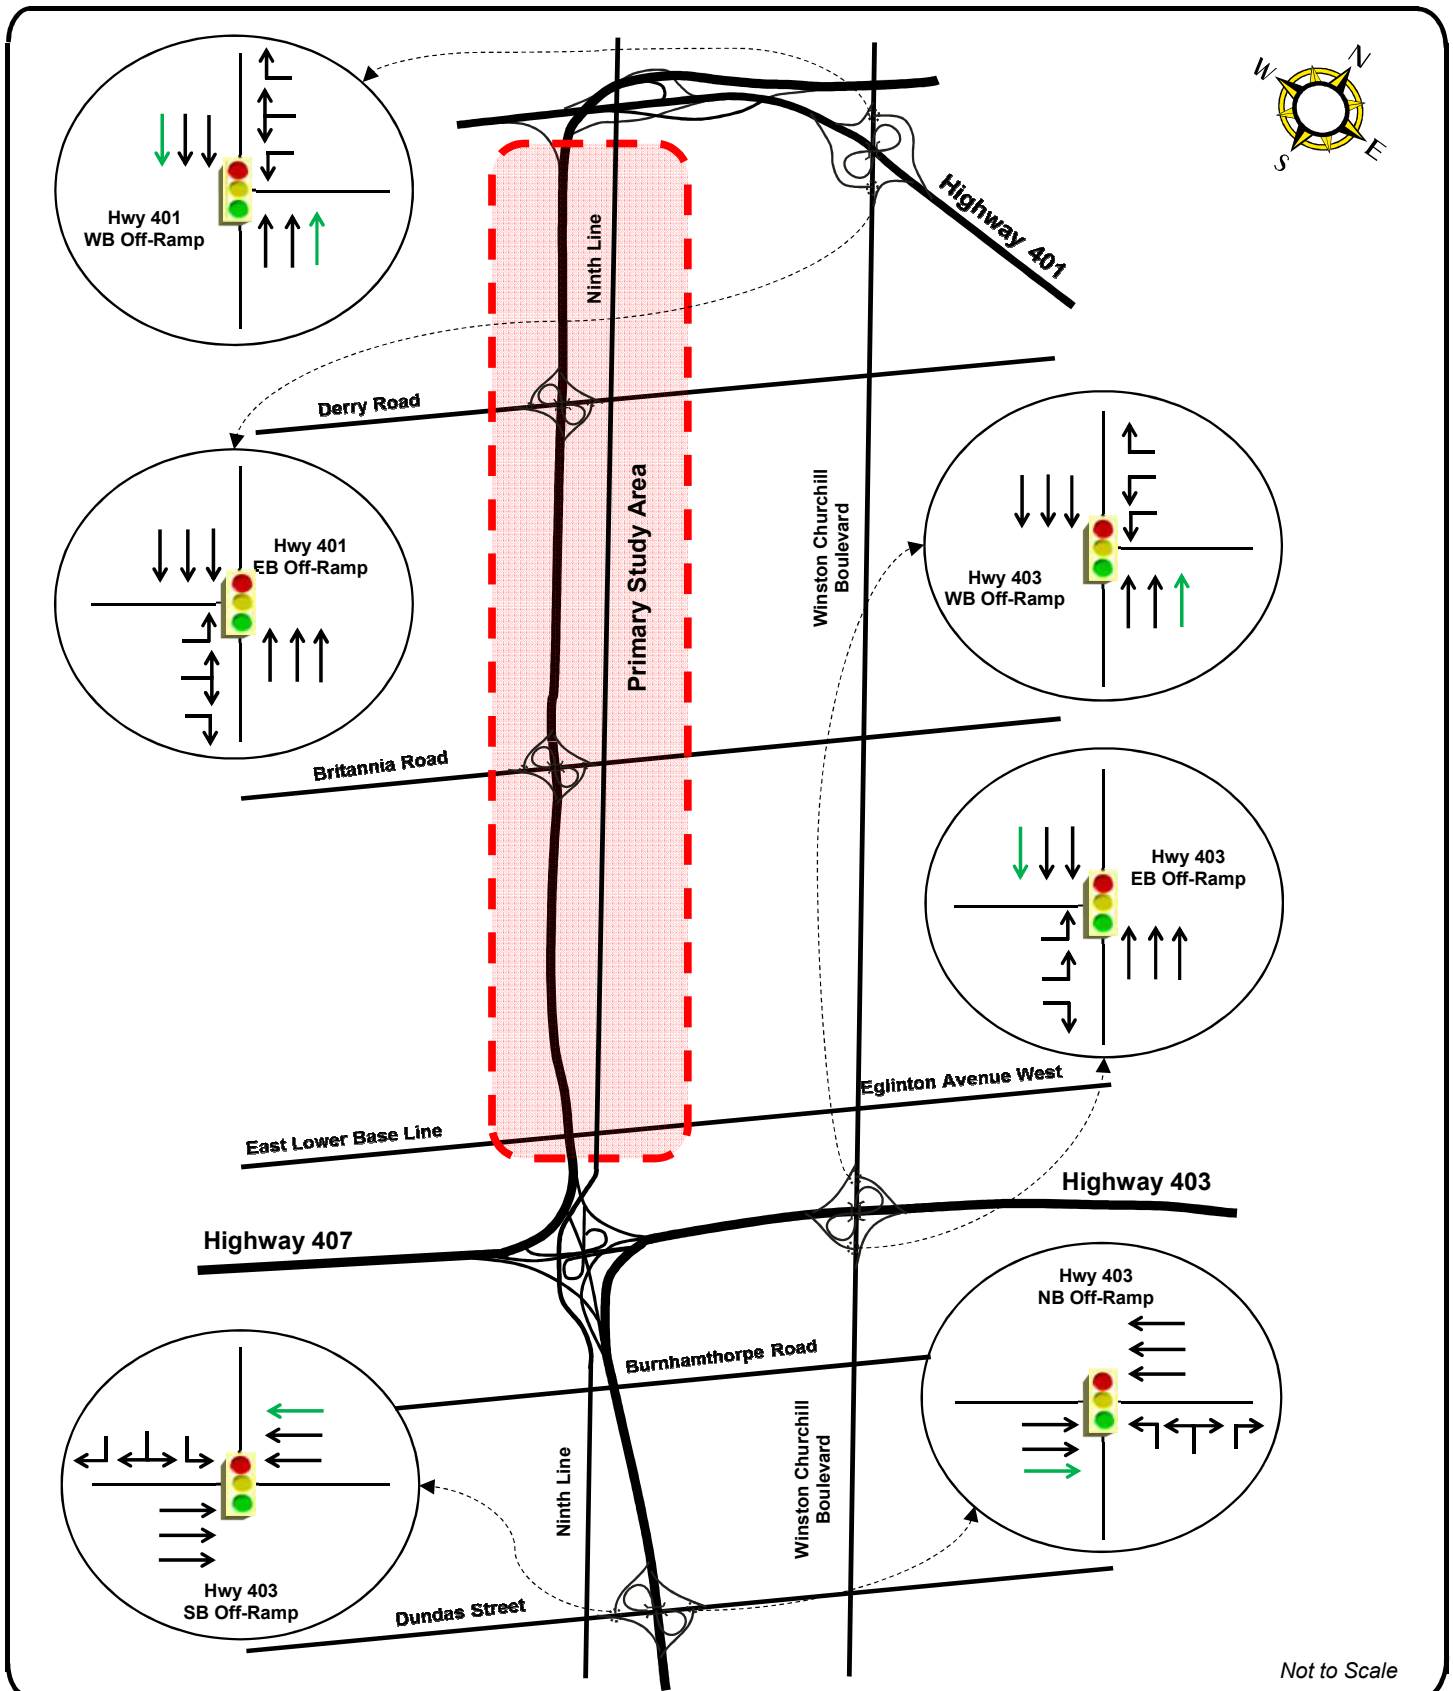 N
W
E
S
Hwy 401
WB Off-Ramp
Highway 401
Ninth Line
Derry Road
Hwy 401
EB Off-Ramp
Primary Study Area
Winston Churchill
Boulevard
Hwy 403
WB Off-Ramp
Britannia Road
Hwy 403
EB Off-Ramp
Eglinton Avenue West
East Lower Base Line
Highway 403
Highway 407
Hwy 403
NB Off-Ramp
Burnhamthorpe Road
Ninth Line
Winston Churchill
Boulevard
Hwy 403
SB Off-Ramp
Dundas Street
Not to Scale